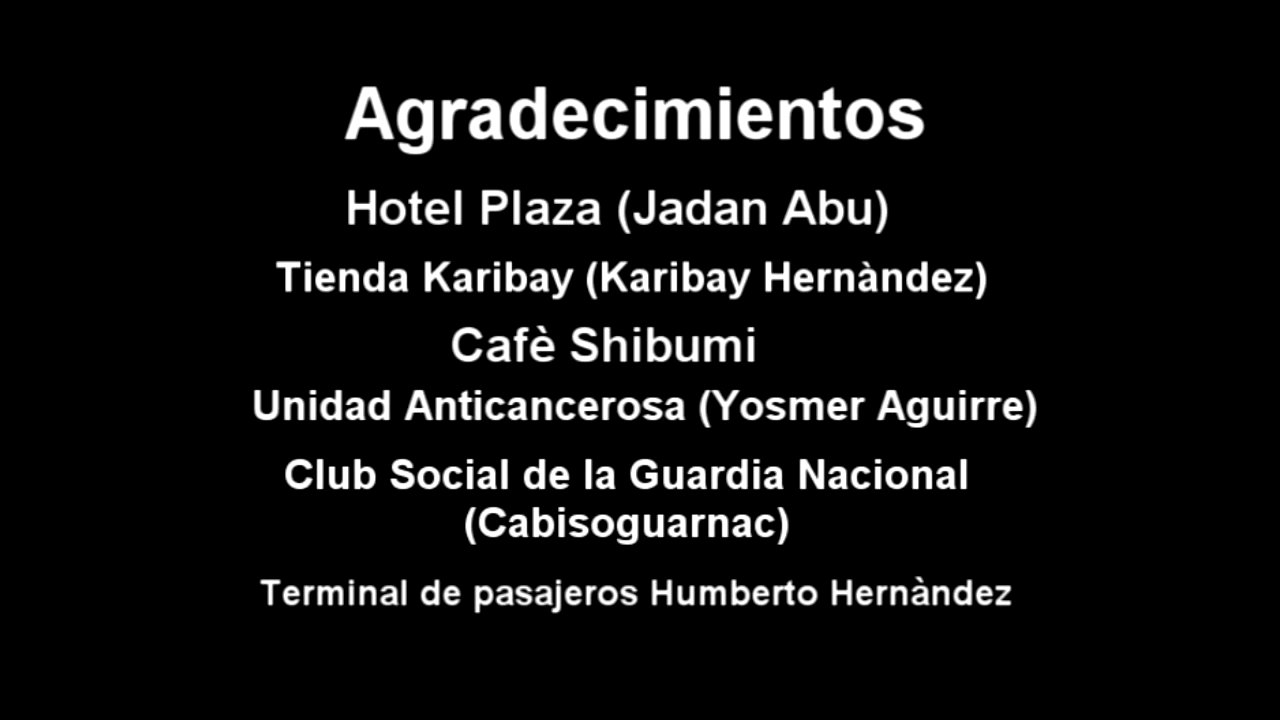 Agradecimientos
Hotel Plaza (Jadan Abu)
Tienda Karibay (Karibay Hernàndez)
Cafè Shibumi
Unidad Anticancerosa (Yosmer Aguirre)
Club Social de la Guardia Nacional
(Cabisoguarnac)
Terminal de pasajeros Humberto Hernàndez